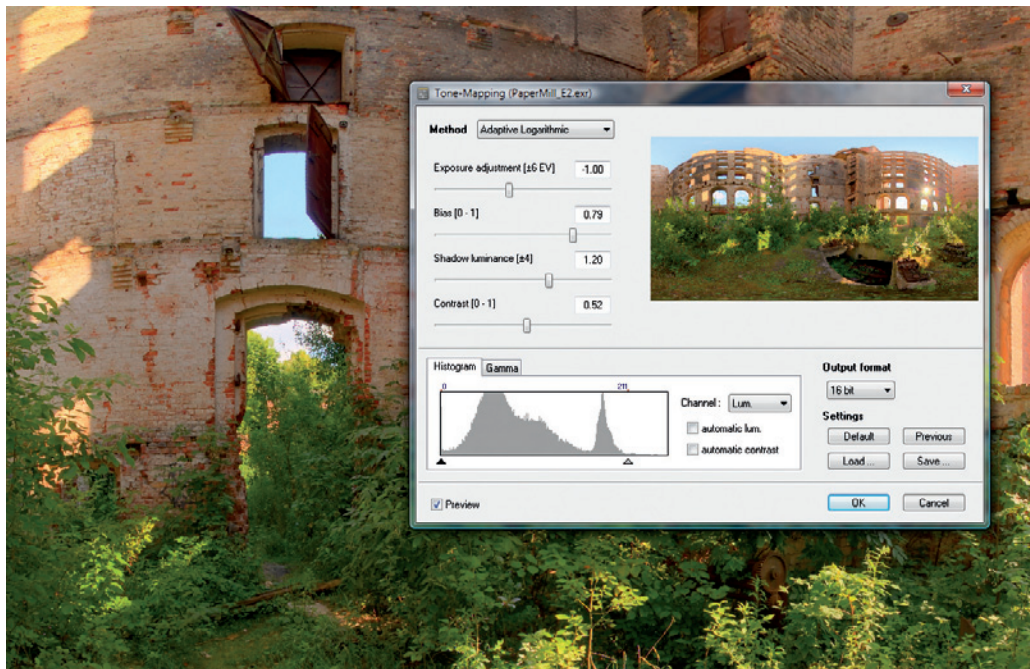 Tone-Mapping (PaperMill_E2.exr)
Method Adaptive Logarithmic
Exposure adjustment [±6 EV] -1.00
Bias [0 - 1] 0.79
Shadow luminance [±4] 1.20
Contrast [0 - 1] 0.52
Histogram Gamma
0 211
Channel: Lum.
automatic lum.
automatic contrast
Output format
16 bit
Settings
Default Previous
Load ... Save ...
Preview
OK Cancel